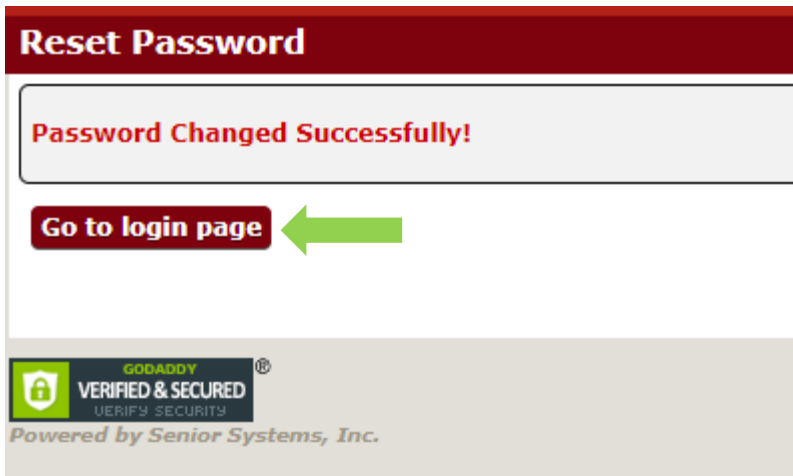 Reset Password
Password Changed Successfully!
Go to login page
GODADDY ®
VERIFIED & SECURED
VERIFY SECURITY
Powered by Senior Systems, Inc.